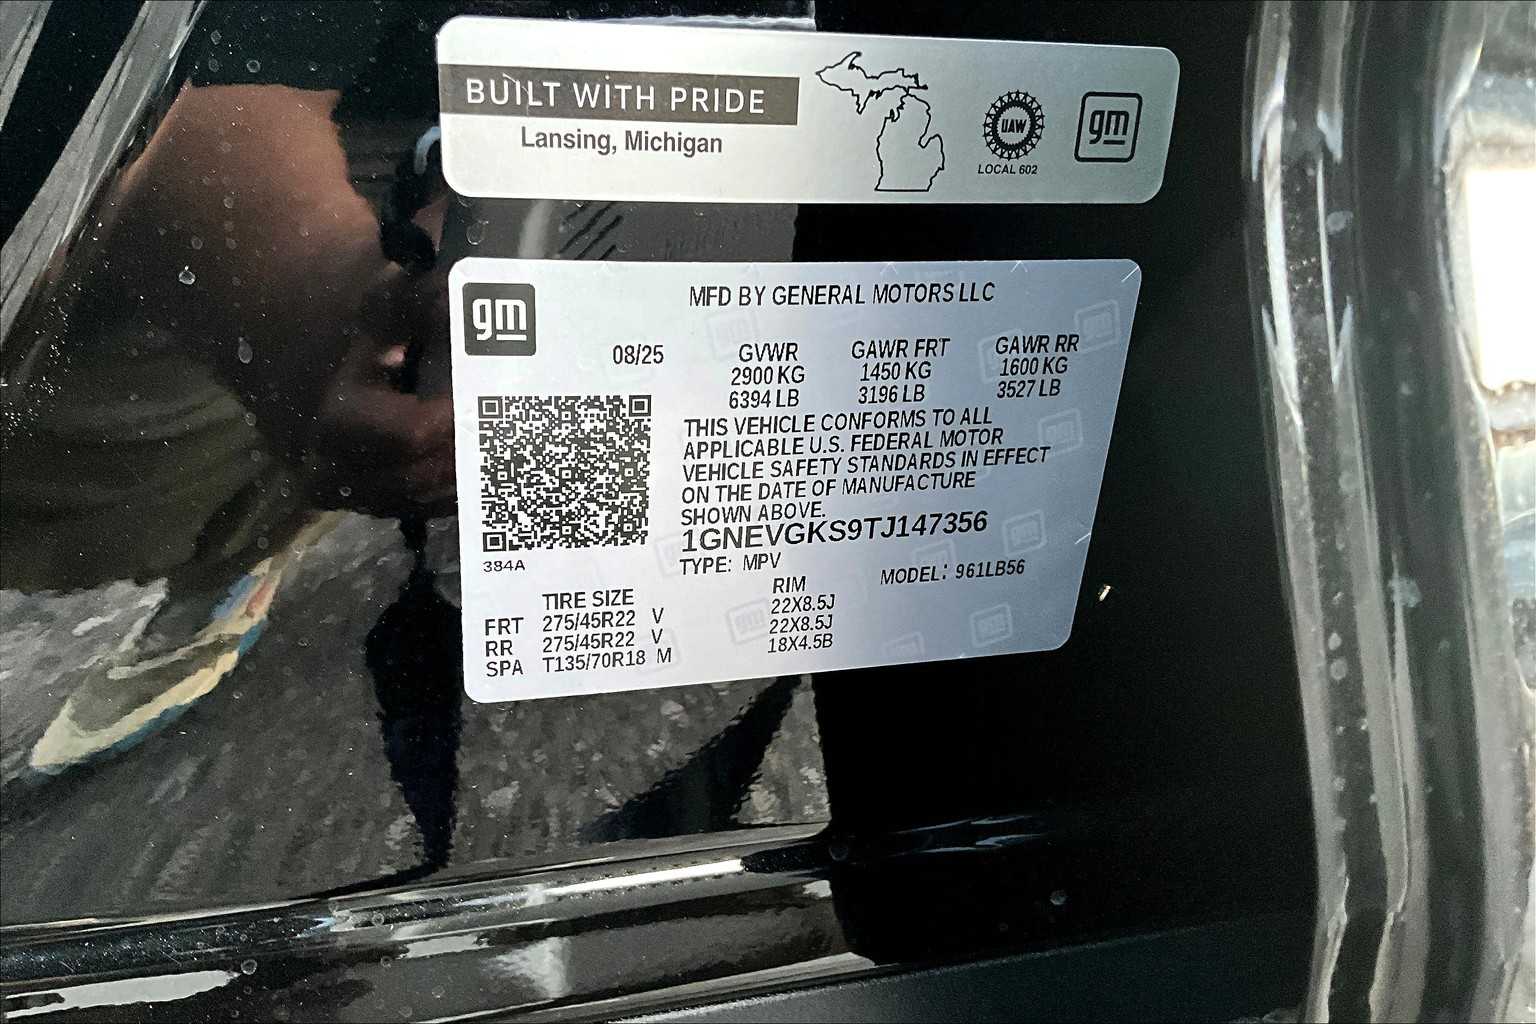 BUILT WITH PRIDE
Lansing, Michigan
UAW
LOCAL 602
gm
gm
MFD BY GENERAL MOTORS LLC
08/25 GVWR GAWR FRT GAWR RR
2900 KG 1450 KG 1600 KG
6394 LB 3196 LB 3527 LB
THIS VEHICLE CONFORMS TO ALL
APPLICABLE U.S. FEDERAL MOTOR
VEHICLE SAFETY STANDARDS IN EFFECT
ON THE DATE OF MANUFACTURE
SHOWN ABOVE.
1GNEVGKS9TJ147356
TYPE: MPV MODEL: 961LB56
384A
TIRE SIZE RIM
FRT 275/45R22 V 22X8.5J
RR 275/45R22 V 22X8.5J
SPA T135/70R18 M 18X4.5B